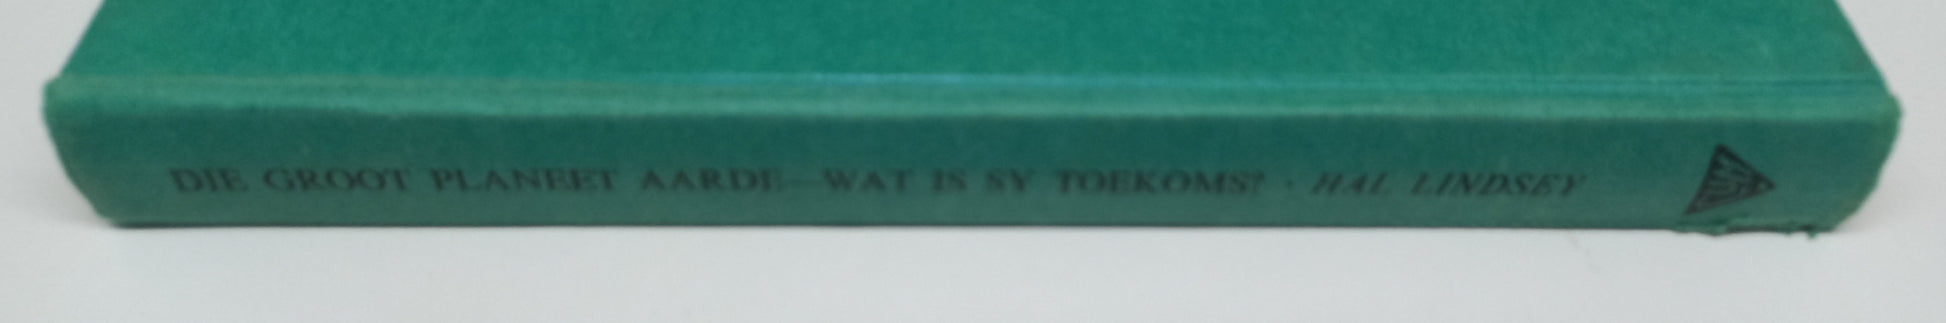 DIE GROOT PLANEET AARDE—WAT IS SY TOEKOMS? · HAL LINDSEY